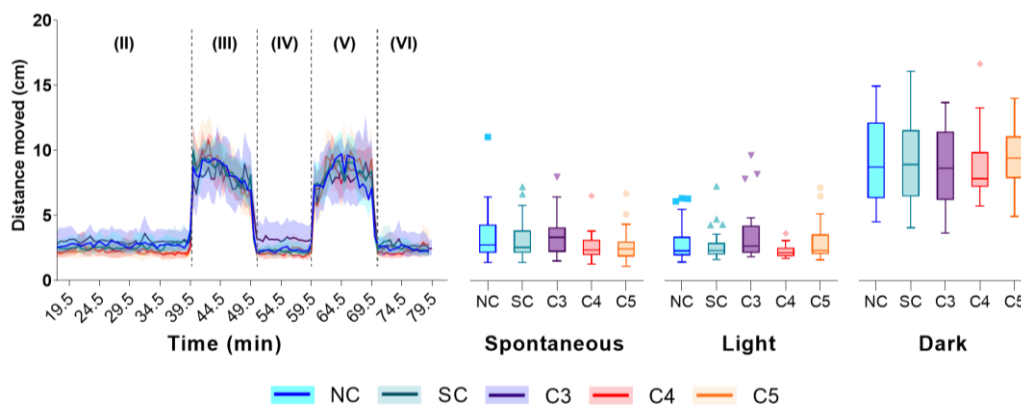 20
15
10
5
0
Distance moved (cm)
(II) (III) (IV) (V) (VI)
19.5 24.5 29.5 34.5 39.5 44.5 49.5 54.5 59.5 64.5 69.5 74.5 79.5
Time (min)
NC SC C3 C4 C5
Spontaneous
NC SC C3 C4 C5
Light
NC SC C3 C4 C5
Dark
NC SC C3 C4 C5